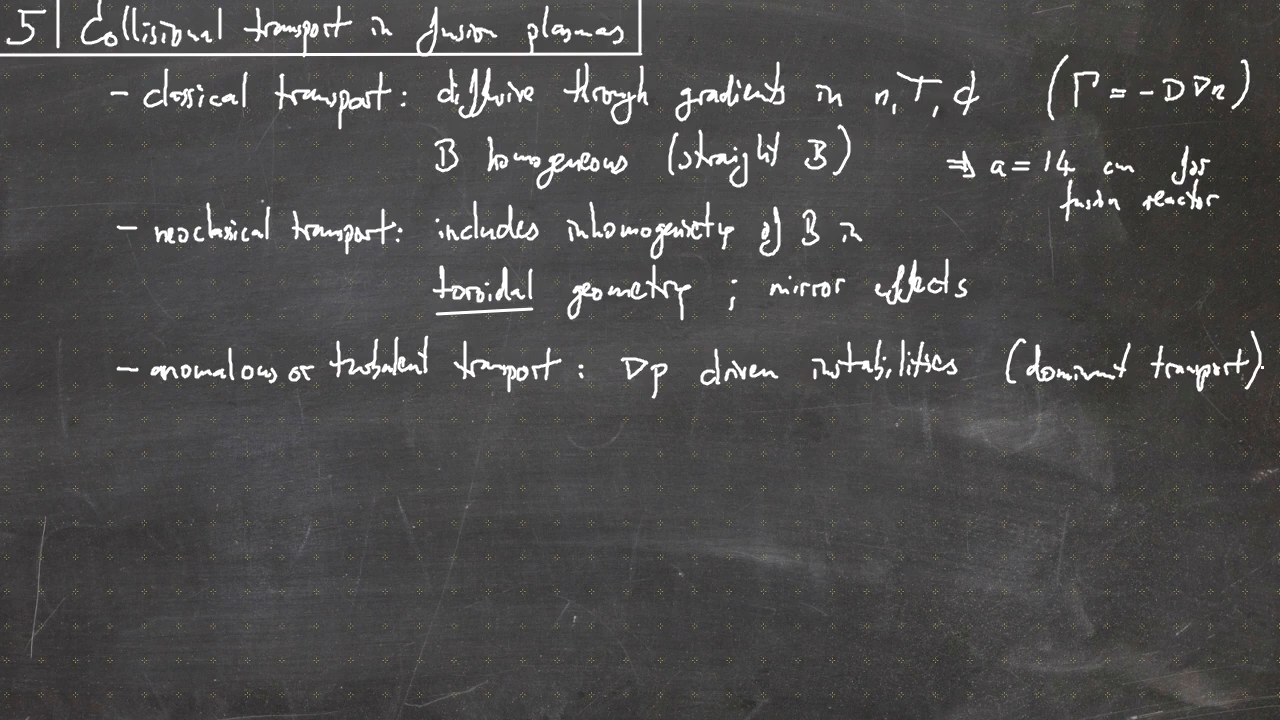 5 | Collisional transport in fusion plasmas
- classical transport: diffusive through gradients in n, T, ϕ (Γ = - D ∇n)
B homogeneous (straight B) ⇒ a = 14 cm for
fusion reactor
- neoclassical transport: includes inhomogeniety of B in
toroidal geometry ; mirror effects
- anomalous or turbulent transport : ∇p driven instabilities (dominant transport).